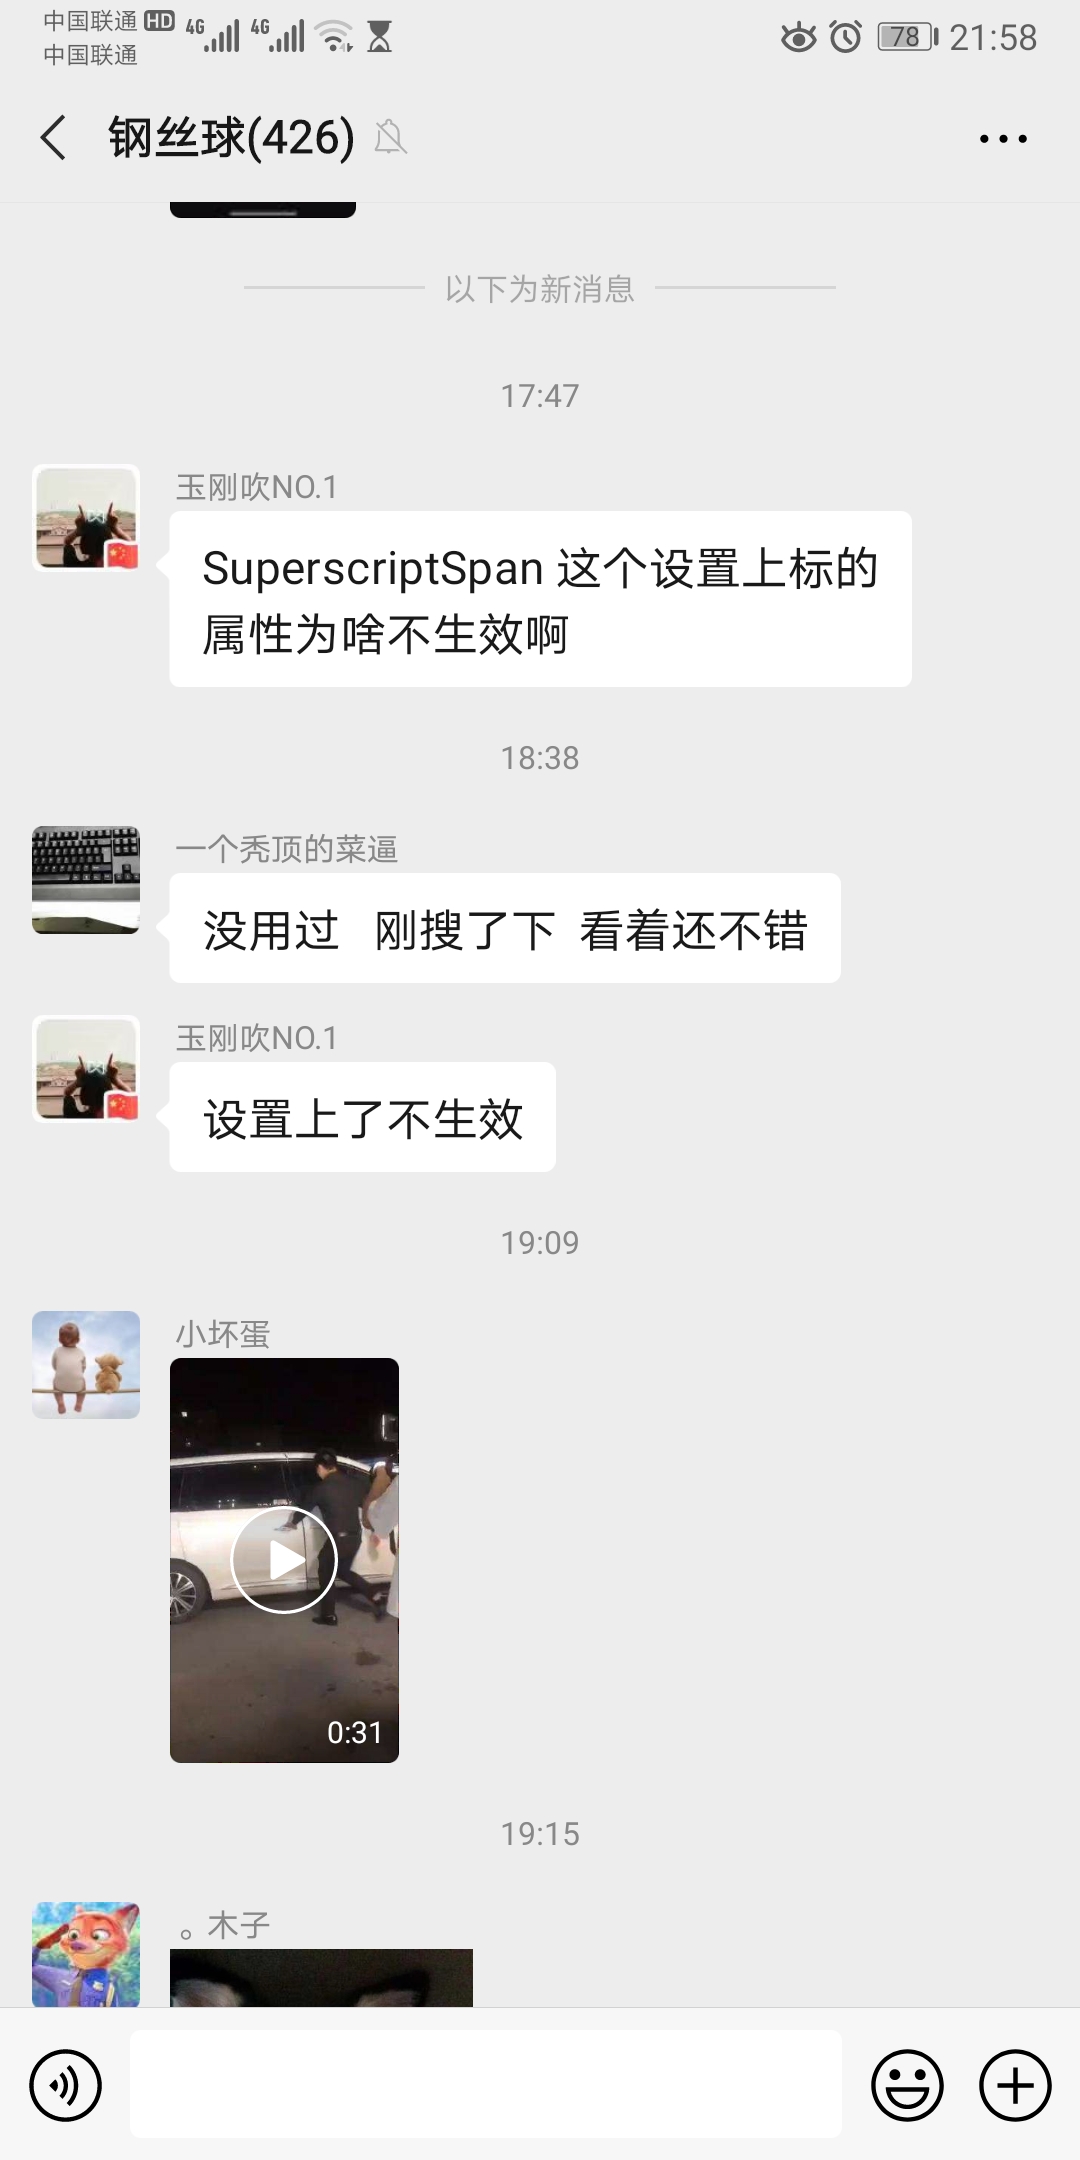 中国联通 HD 4G 4G 78 21:58
中国联通
钢丝球(426)
以下为新消息
17:47
玉刚吹NO.1
SuperscriptSpan 这个设置上标的
属性为啥不生效啊
18:38
一个秃顶的菜逼
没用过 刚搜了下 看着还不错
玉刚吹NO.1
设置上了不生效
19:09
小坏蛋
0:31
19:15
。木子